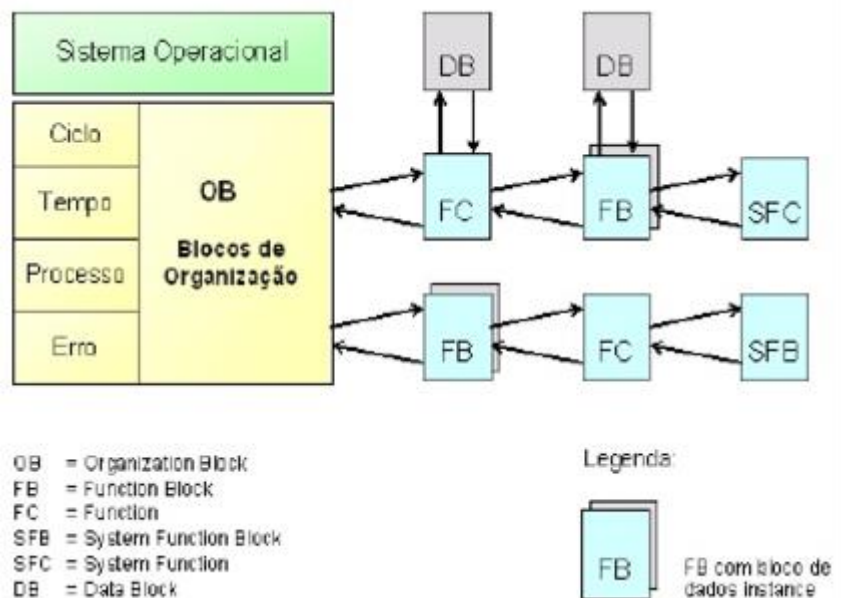 Sistema Operacional
DB
DB
Ciclo
Tempo
Processo
Erro
OB
Blocos de
Organização
FC
FB
SFC
FB
FC
SFB
OB = Organization Block
FB = Function Block
FC = Function
SFB = System Function Block
SFC = System Function
DB = Data Block
Legenda:
FB
FB com bloco de
dados instance